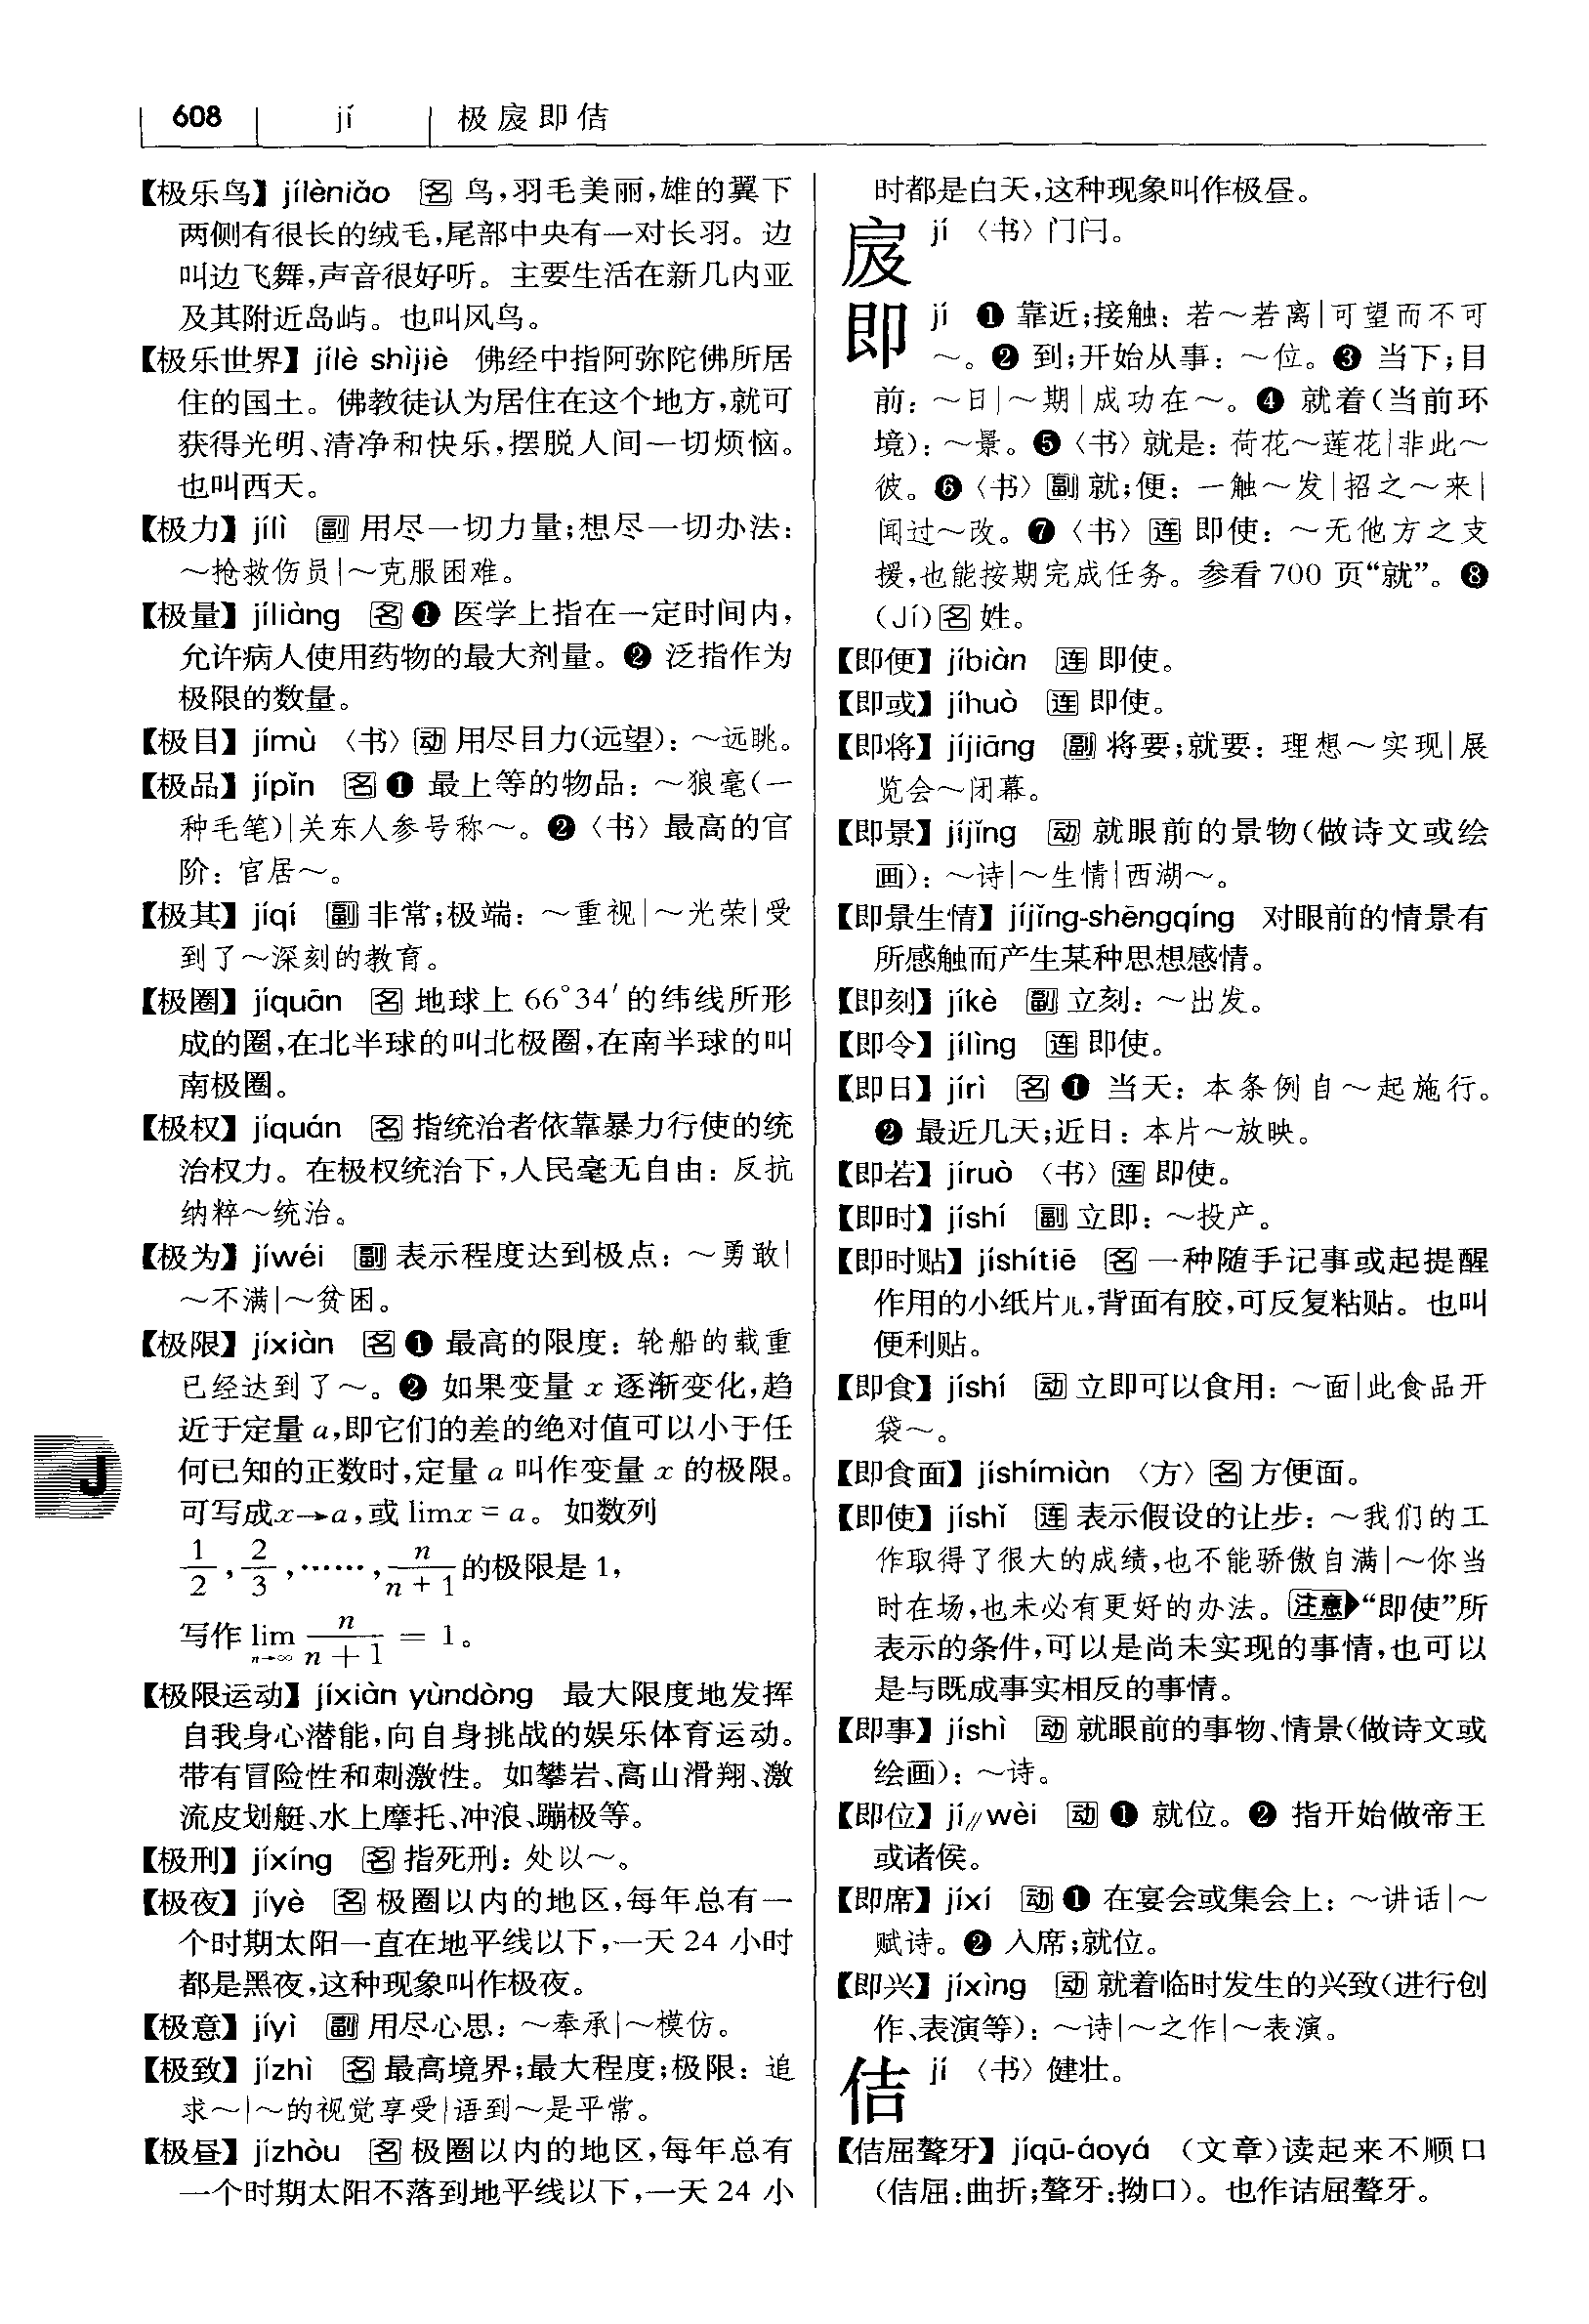 608 jí 极㞦即佶
【极乐鸟】jílèniǎo 名 鸟,羽毛美丽,雄的翼下
两侧有很长的绒毛,尾部中央有一对长羽。边
叫边飞舞,声音很好听。主要生活在新几内亚
及其附近岛屿。也叫风鸟。
【极乐世界】jílè shìjiè 佛经中指阿弥陀佛所居
住的国土。佛教徒认为居住在这个地方,就可
获得光明、清净和快乐,摆脱人间一切烦恼。
也叫西天。
【极力】jílì 副 用尽一切力量;想尽一切办法:
～抢救伤员|～克服困难。
【极量】jíliàng 名 ❶ 医学上指在一定时间内,
允许病人使用药物的最大剂量。❷ 泛指作为
极限的数量。
【极目】jímù 〈书〉动 用尽目力(远望):～远眺。
【极品】jípǐn 名 ❶ 最上等的物品:～狼毫(一
种毛笔)|关东人参号称～。❷〈书〉最高的官
阶:官居～。
【极其】jíqí 副 非常;极端:～重视|～光荣|受
到了～深刻的教育。
【极圈】jíquān 名 地球上 66°34′的纬线所形
成的圈,在北半球的叫北极圈,在南半球的叫
南极圈。
【极权】jíquán 名 指统治者依靠暴力行使的统
治权力。在极权统治下,人民毫无自由:反抗
纳粹～统治。
【极为】jíwéi 副 表示程度达到极点:～勇敢|
～不满|～贫困。
【极限】jíxiàn 名 ❶ 最高的限度:轮船的载重
已经达到了～。❷ 如果变量 x 逐渐变化,趋
近于定量 a,即它们的差的绝对值可以小于任
何已知的正数时,定量 a 叫作变量 x 的极限。
可写成x→a,或 limx = a。如数列
1/2,2/3,……,n/(n+1)的极限是 1,
写作 lim n→∞ n/(n+1) = 1。
【极限运动】jíxiàn yùndòng 最大限度地发挥
自我身心潜能,向自身挑战的娱乐体育运动。
带有冒险性和刺激性。如攀岩、高山滑翔、激
流皮划艇、水上摩托、冲浪、蹦极等。
【极刑】jíxíng 名 指死刑:处以～。
【极夜】jíyè 名 极圈以内的地区,每年总有一
个时期太阳一直在地平线以下,一天 24 小时
都是黑夜,这种现象叫作极夜。
【极意】jíyì 副 用尽心思:～奉承|～模仿。
【极致】jízhì 名 最高境界;最大程度;极限:追
求～|～的视觉享受|语到～是平常。
【极昼】jízhòu 名 极圈以内的地区,每年总有
一个时期太阳不落到地平线以下,一天 24 小
J
时都是白天,这种现象叫作极昼。
㞦 jí 〈书〉门闩。
即 jí ❶ 靠近;接触:若～若离|可望而不可
～。❷ 到;开始从事:～位。❸ 当下;目
前:～日|～期|成功在～。❹ 就着(当前环
境):～景。❺〈书〉就是:荷花～莲花|非此～
彼。❻〈书〉副 就;便:一触～发|招之～来|
闻过～改。❼〈书〉连 即使:～无他方之支
援,也能按期完成任务。参看 700 页“就”。❽
(Jí)名 姓。
【即便】jíbiàn 连 即使。
【即或】jíhuò 连 即使。
【即将】jíjiāng 副 将要;就要:理想～实现|展
览会～闭幕。
【即景】jíjǐng 动 就眼前的景物(做诗文或绘
画):～诗|～生情|西湖～。
【即景生情】jíjǐng-shēngqíng 对眼前的情景有
所感触而产生某种思想感情。
【即刻】jíkè 副 立刻:～出发。
【即令】jílìng 连 即使。
【即日】jírì 名 ❶ 当天:本条例自～起施行。
❷ 最近几天;近日:本片～放映。
【即若】jíruò 〈书〉连 即使。
【即时】jíshí 副 立即:～投产。
【即时贴】jíshítiē 名 一种随手记事或起提醒
作用的小纸片儿,背面有胶,可反复粘贴。也叫
便利贴。
【即食】jíshí 动 立即可以食用:～面|此食品开
袋～。
【即食面】jíshímiàn 〈方〉名 方便面。
【即使】jíshǐ 连 表示假设的让步:～我们的工
作取得了很大的成绩,也不能骄傲自满|～你当
时在场,也未必有更好的办法。注意“即使”所
表示的条件,可以是尚未实现的事情,也可以
是与既成事实相反的事情。
【即事】jíshì 动 就眼前的事物、情景(做诗文或
绘画):～诗。
【即位】jí//wèi 动 ❶ 就位。❷ 指开始做帝王
或诸侯。
【即席】jíxí 动 ❶ 在宴会或集会上:～讲话|～
赋诗。❷ 入席;就位。
【即兴】jíxìng 动 就着临时发生的兴致(进行创
作、表演等):～诗|～之作|～表演。
佶 jí 〈书〉健壮。
【佶屈聱牙】jíqū-áoyá (文章)读起来不顺口
(佶屈:曲折;聱牙:拗口)。也作诘屈聱牙。